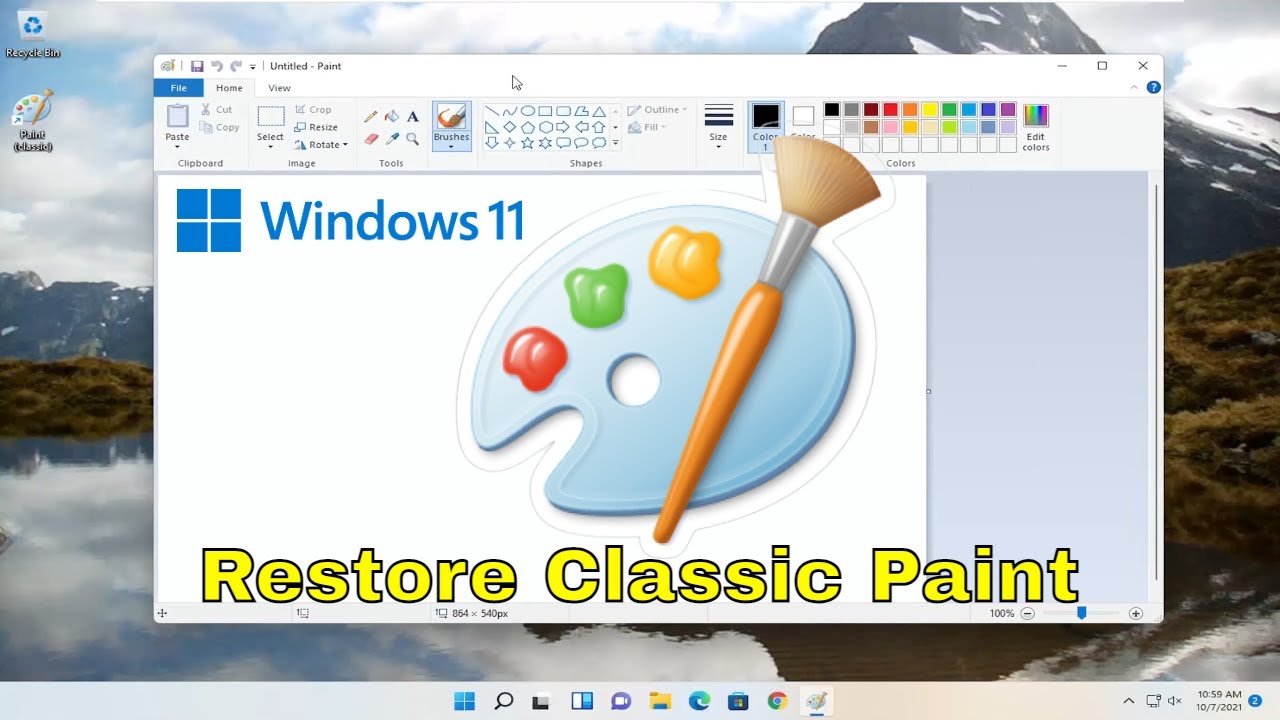 Recycle Bin
Paint
(classic)
Untitled - Paint
File Home View
Paste
Cut
Copy
Clipboard
Select
Crop
Resize
Rotate
Image
A
Tools
Brushes
Shapes
Outline
Fill
Size
Color
1
Color
Colors
Edit
colors
?
Windows 11
Restore Classic Paint
864 × 540px
100%
10:59 AM
10/7/2021
2